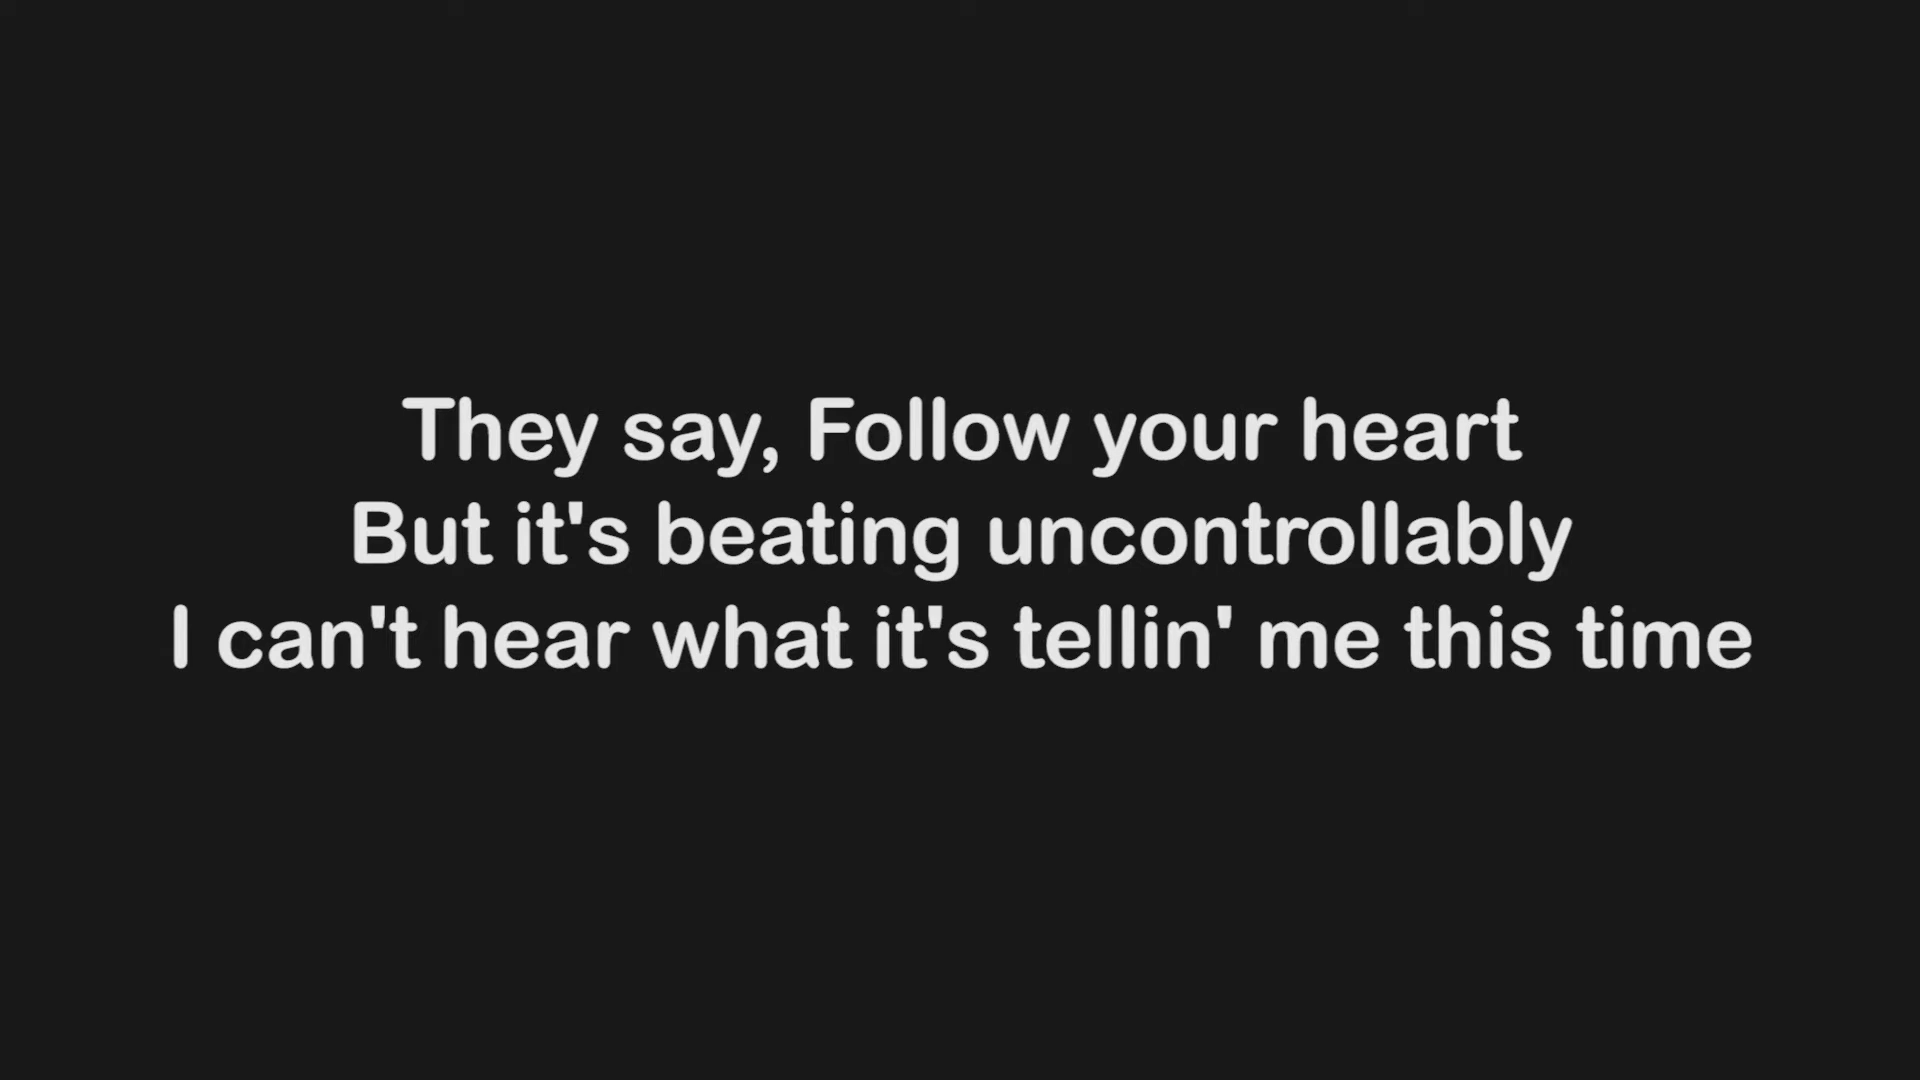 They say, Follow your heart
But it's beating uncontrollably
I can't hear what it's tellin' me this time